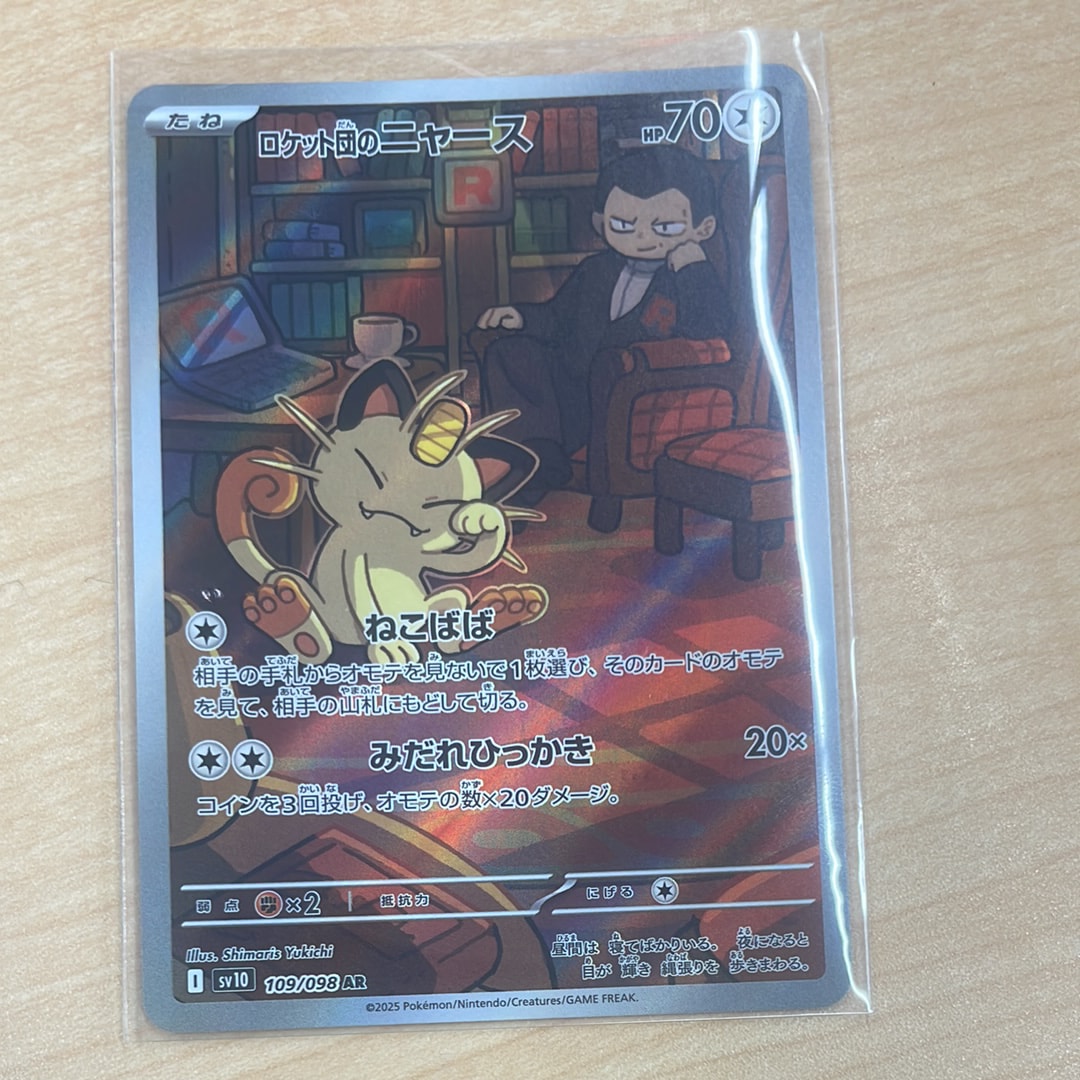 たね
ロケット団のニャース
HP70
R
ねこばば
相手の手札からオモテを見ないで1枚選び、そのカードのオモテ
を見て、相手の山札にもどして切る。
みだれひっかき 20×
コインを3回投げ、オモテの数×20ダメージ。
弱点 ×2 抵抗力 にげる
Illus. Shimaris Yukichi
昼間は 寝てばかりいる。 夜になると
目が 輝き 縄張りを 歩きまわる。
I sv10 109/098 AR
©2025 Pokémon/Nintendo/Creatures/GAME FREAK.